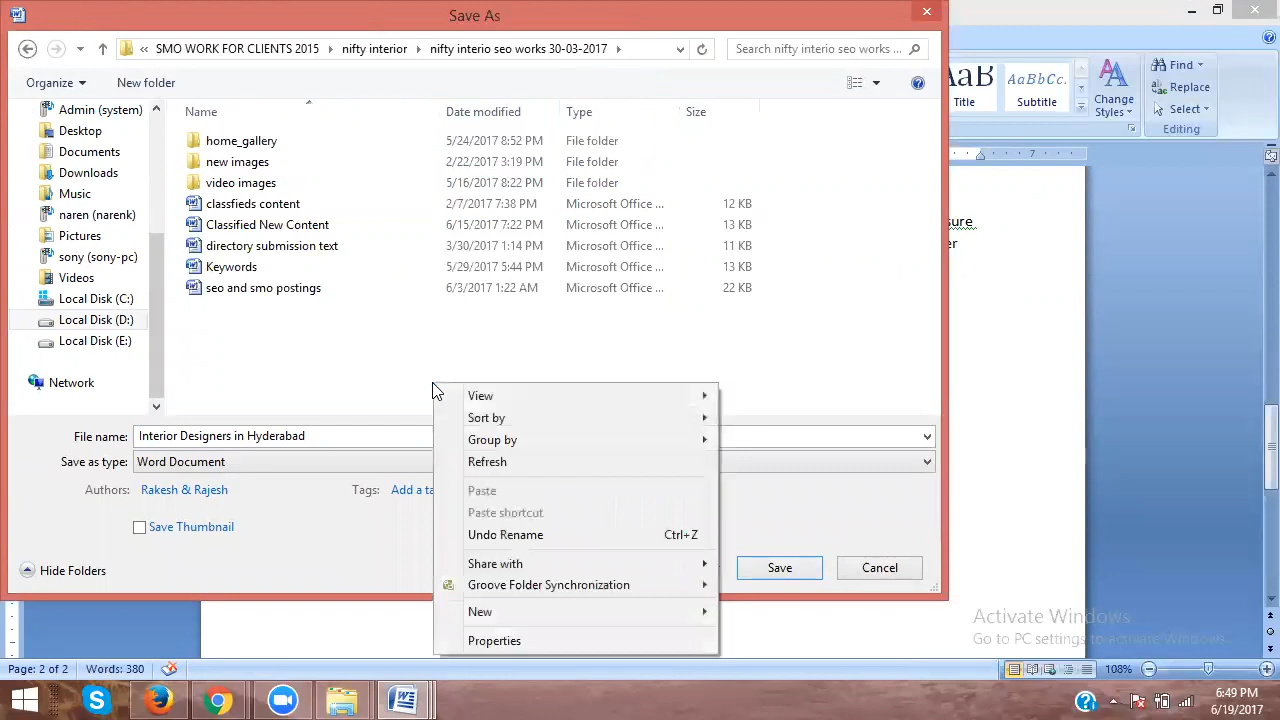 Save As
« SMO WORK FOR CLIENTS 2015 nifty interior nifty interio seo works 30-03-2017
Search nifty interio seo works ...
Organize
New folder
Name
Date modified
Type
Size
Admin (system)
Desktop
Documents
Downloads
Music
naren (narenk)
Pictures
sony (sony-pc)
Videos
Local Disk (C:)
Local Disk (D:)
Local Disk (E:)
Network
home_gallery 5/24/2017 8:52 PM File folder
new images 2/22/2017 3:19 PM File folder
video images 5/16/2017 8:22 PM File folder
classfieds content 2/7/2017 7:38 PM Microsoft Office ... 12 KB
Classified New Content 6/15/2017 7:22 PM Microsoft Office ... 13 KB
directory submission text 3/30/2017 1:14 PM Microsoft Office ... 11 KB
Keywords 5/29/2017 5:44 PM Microsoft Office ... 13 KB
seo and smo postings 6/3/2017 1:22 AM Microsoft Office ... 22 KB
File name: Interior Designers in Hyderabad
Save as type: Word Document
Authors: Rakesh & Rajesh
Tags: Add a ta
Save Thumbnail
Hide Folders
Save
Cancel
View
Sort by
Group by
Refresh
Paste
Paste shortcut
Undo Rename Ctrl+Z
Share with
Groove Folder Synchronization
New
Properties
AaB
Title
AaBbCc.
Subtitle
Change
Styles
Find
Replace
Select
Editing
7
sure
er
Activate Windows
Go to PC settings to activate Windows.
Page: 2 of 2
Words: 380
108%
6:49 PM
6/19/2017